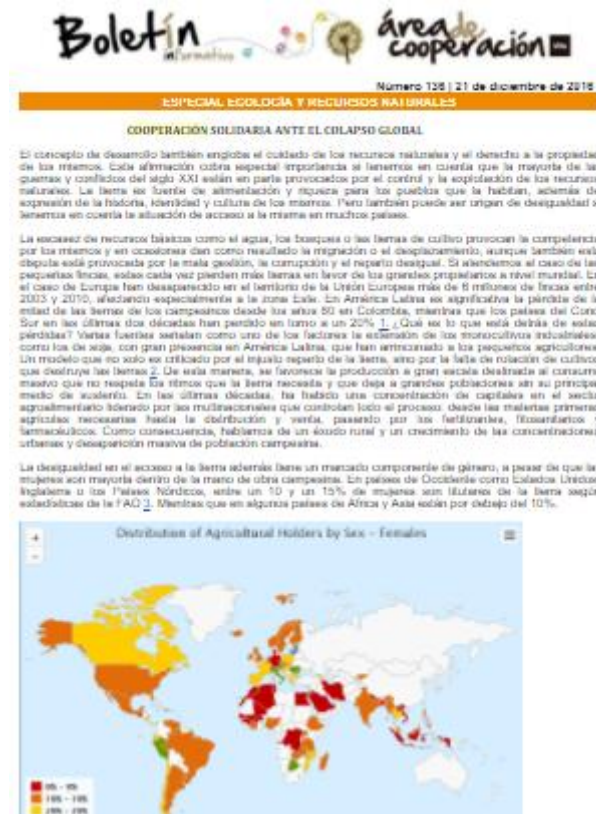 Boletín
informativo
área de
cooperación
Número 136 | 21 de diciembre de 2016
ESPECIAL ECOLOGÍA Y RECURSOS NATURALES
COOPERACIÓN SOLIDARIA ANTE EL COLAPSO GLOBAL
El concepto de desarrollo también engloba el cuidado de los recursos naturales y el derecho a la propiedad
de los mismos. Esta afirmación cobra especial importancia si tenemos en cuenta que la mayoría de las
guerras y conflictos del siglo XXI están en parte provocados por el control y la explotación de los recursos
naturales. La tierra es fuente de alimentación y riqueza para los pueblos que la habitan, además de
expresión de la historia, identidad y cultura de los mismos. Pero también puede ser origen de desigualdad si
tenemos en cuenta la situación de acceso a la misma en muchos países.
La escasez de recursos básicos como el agua, los bosques o las tierras de cultivo provocan la competencia
por los mismos y en ocasiones dan como resultado la migración o el desplazamiento, aunque también está
disputa está provocada por la mala gestión, la corrupción y el reparto desigual. Si atendemos al caso de las
pequeñas fincas, estas cada vez pierden más tierras en favor de los grandes propietarios a nivel mundial. En
el caso de Europa han desaparecido en el territorio de la Unión Europea más de 6 millones de fincas entre
2003 y 2010, afectando especialmente a la zona Este. En América Latina es significativa la pérdida de la
mitad de las tierras de los campesinos desde los años 80 en Colombia, mientras que los países del Cono
Sur en las últimas dos décadas han perdido en torno a un 20% 1. ¿Qué es lo que está detrás de estas
pérdidas? Varias fuentes señalan como uno de los factores la extensión de los monocultivos industriales
como los de soja, con gran presencia en América Latina, que han arrinconado a los pequeños agricultores.
Un modelo que no solo es criticado por el injusto reparto de la tierra, sino por la falta de rotación de cultivos
que destruye las tierras 2. De esta manera, se favorece la producción a gran escala destinada al consumo
masivo que no respeta los ritmos que la tierra necesita y que deja a grandes poblaciones sin su principal
medio de sustento. En las últimas décadas, ha habido una concentración de capitales en el sector
agroalimentario liderado por las multinacionales que controlan todo el proceso: desde las materias primeras
agrícolas necesarias hasta la distribución y venta, pasando por los fertilizantes, fitosanitarios y
farmacéuticos. Como consecuencia, hablamos de un éxodo rural y un crecimiento de las concentraciones
urbanas y desaparición masiva de población campesina.
La desigualdad en el acceso a la tierra además tiene un marcado componente de género, a pesar de que las
mujeres son mayoría dentro de la mano de obra campesina. En países de Occidente como Estados Unidos,
Inglaterra o los Países Nórdicos, entre un 10 y un 15% de mujeres son titulares de la tierra según
estadísticas de la FAO 3. Mientras que en algunos países de África y Asia están por debajo del 10%.
Distribution of Agricultural Holders by Sex - Females
+
-
0% - 9%
10% - 19%
20% - 29%